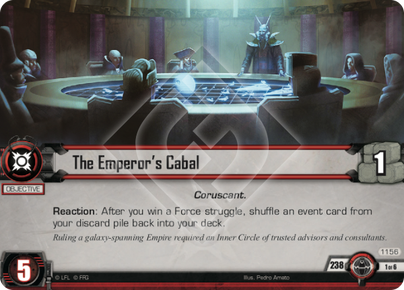 The Emperor's Cabal
1
OBJECTIVE
Coruscant.
Reaction: After you win a Force struggle, shuffle an event card from
your discard pile back into your deck.
Ruling a galaxy-spanning Empire required an Inner Circle of trusted advisors and consultants.
1156
5
© LFL © FFG
Illus. Pedro Amato
238
1 of 6